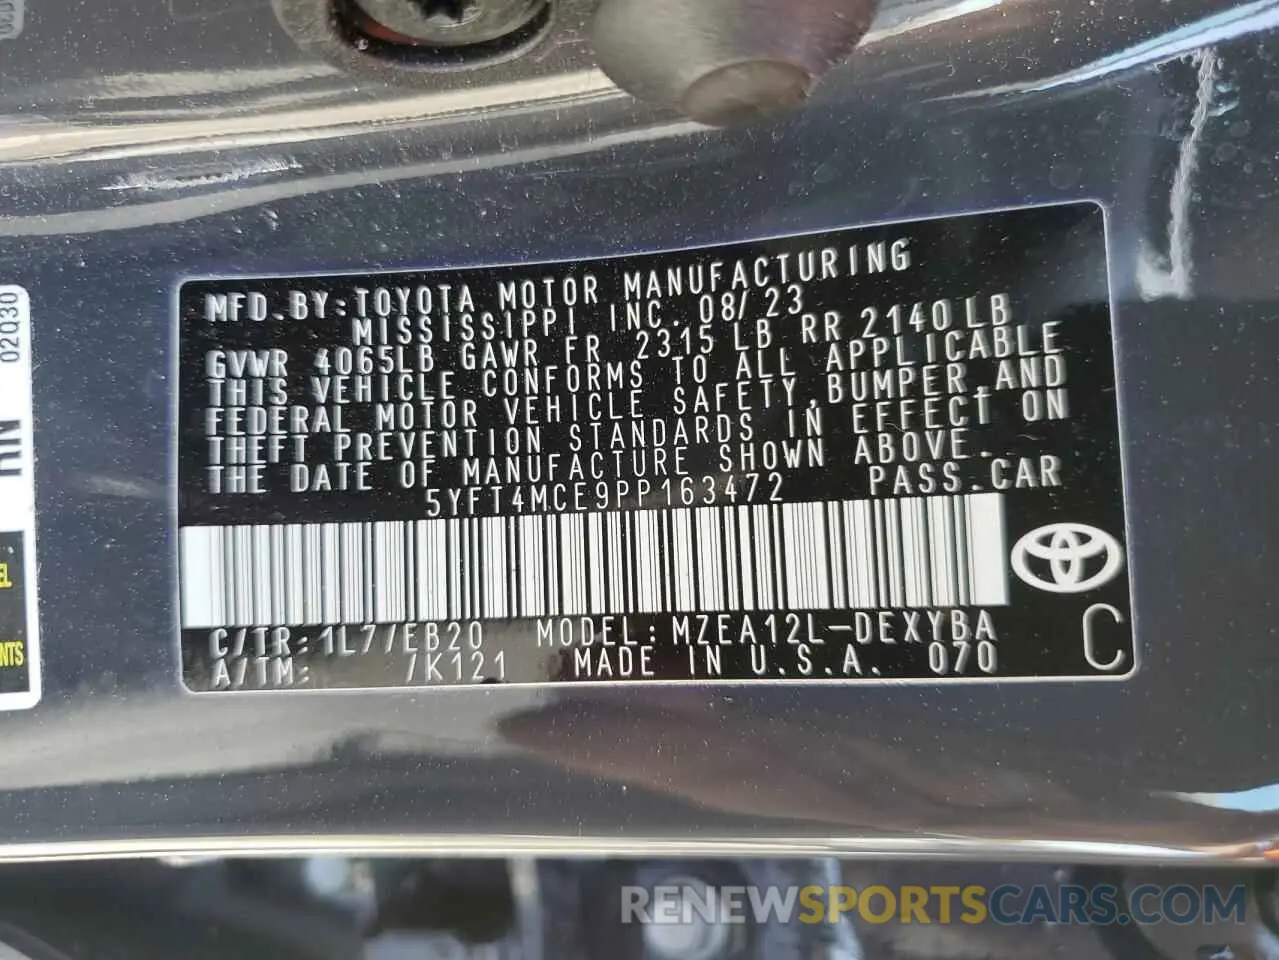 MFD.BY:TOYOTA MOTOR MANUFACTURING
MISSISSIPPI INC. 08/23
GVWR 4065LB GAWR FR 2315 LB RR 2140LB
THIS VEHICLE CONFORMS TO ALL APPLICABLE
FEDERAL MOTOR VEHICLE SAFETY,BUMPER,AND
THEFT PREVENTION STANDARDS IN EFFECT ON
THE DATE OF MANUFACTURE SHOWN ABOVE.
5YFT4MCE9PP163472 PASS.CAR
C/TR:1L7/EB20 MODEL:MZEA12L-DEXYBA
A/TM: /K121 MADE IN U.S.A. 070
C
02Q30
RENEWSPORTSCARS.COM